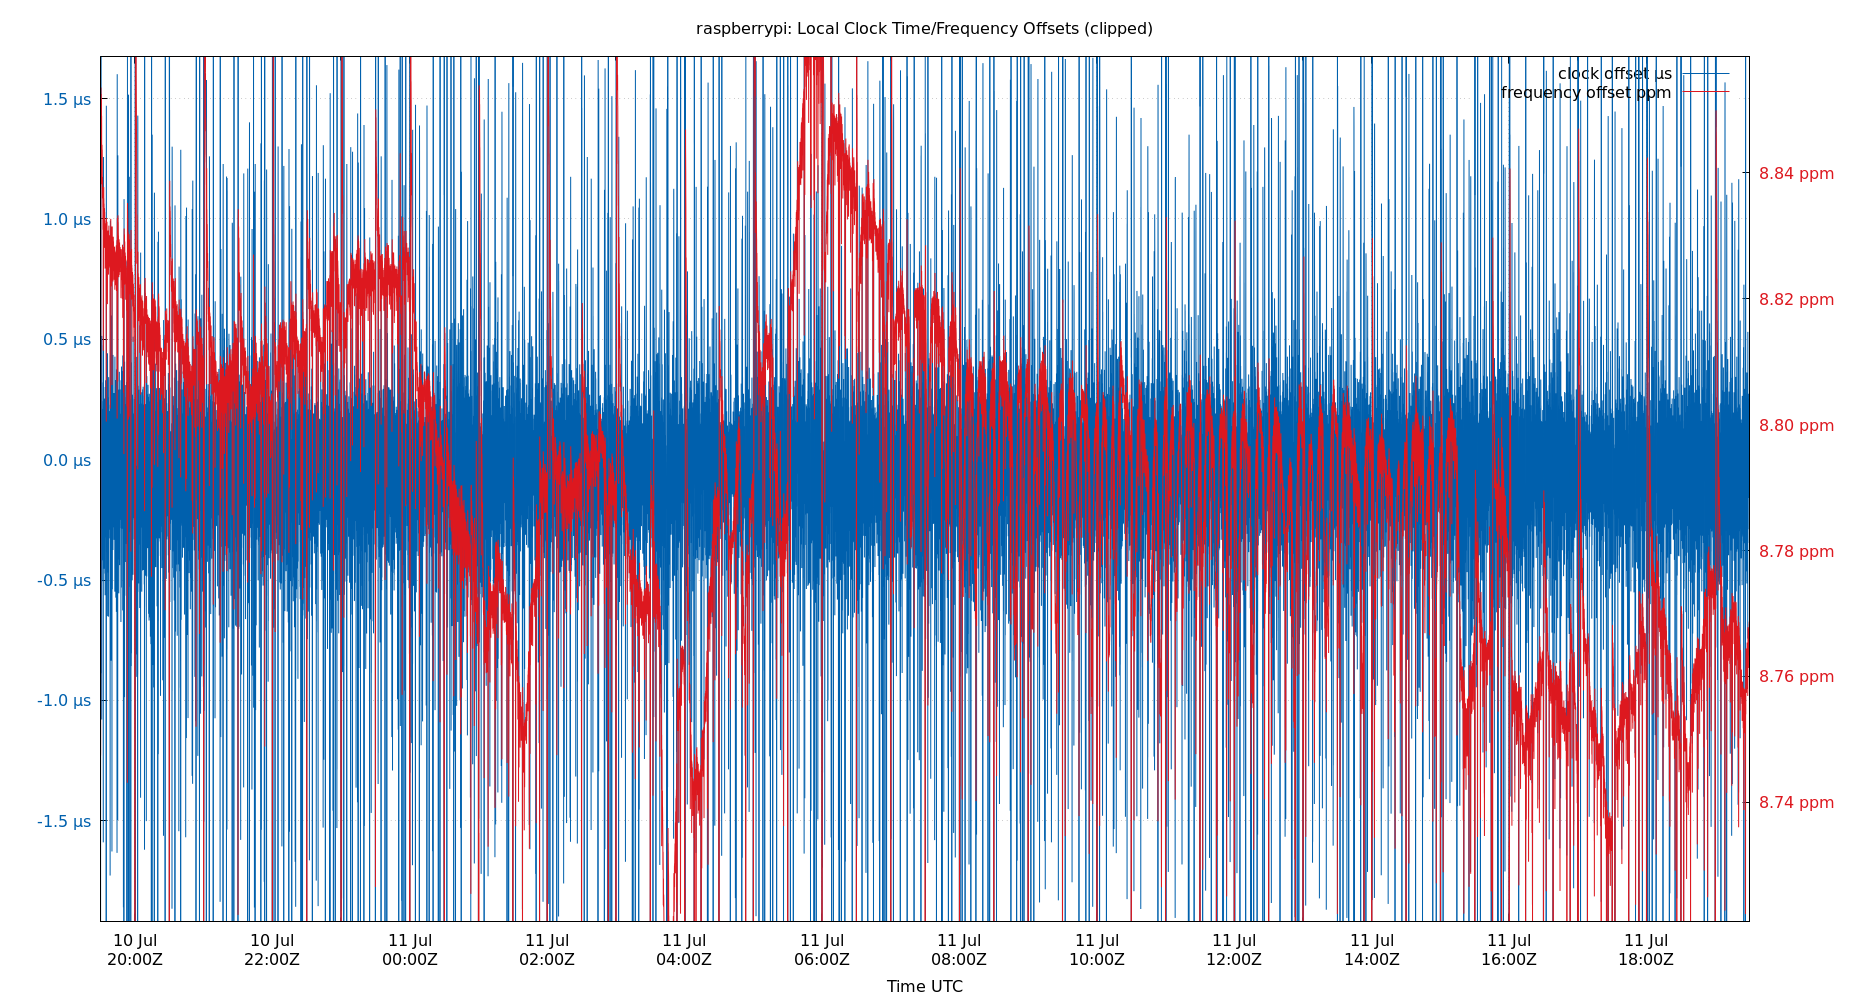 raspberrypi: Local Clock Time/Frequency Offsets (clipped)
clock offset µs
frequency offset ppm
1.5 µs
1.0 µs
0.5 µs
0.0 µs
-0.5 µs
-1.0 µs
-1.5 µs
8.84 ppm
8.82 ppm
8.80 ppm
8.78 ppm
8.76 ppm
8.74 ppm
10 Jul 10 Jul 11 Jul 11 Jul 11 Jul 11 Jul 11 Jul 11 Jul 11 Jul 11 Jul 11 Jul 11 Jul
20:00Z 22:00Z 00:00Z 02:00Z 04:00Z 06:00Z 08:00Z 10:00Z 12:00Z 14:00Z 16:00Z 18:00Z
Time UTC